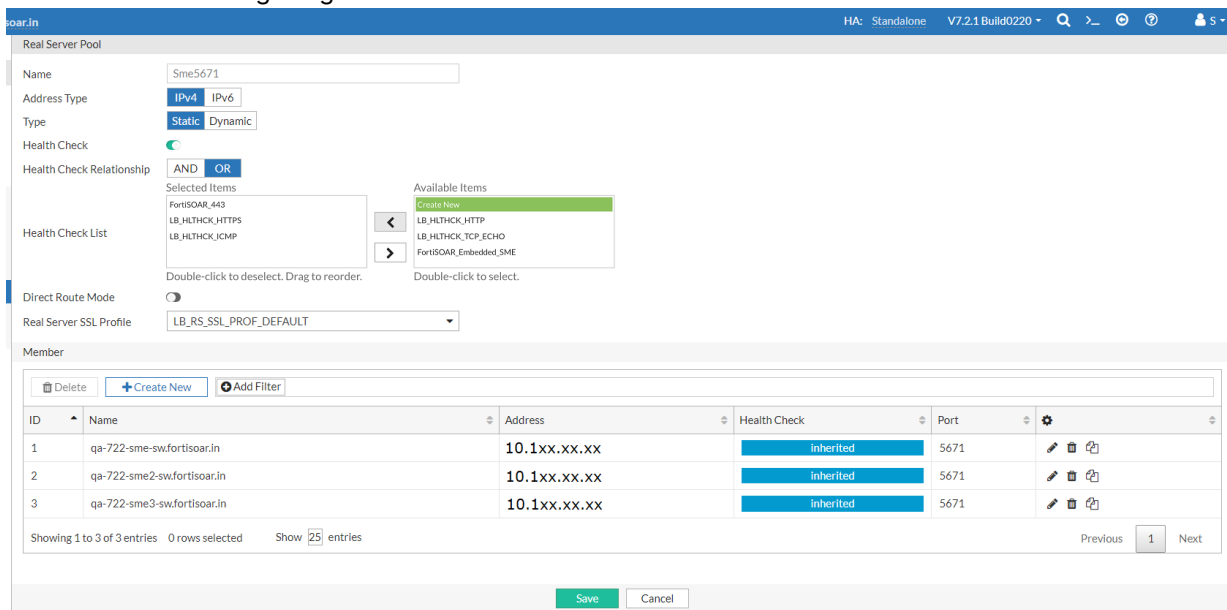 soar.in HA: Standalone V7.2.1 Build0220 S
Real Server Pool
Name Sme5671
Address Type IPv4 IPv6
Type Static Dynamic
Health Check
Health Check Relationship AND OR
Selected Items Available Items
FortiSOAR_443 Create New
LB_HLTHCK_HTTPS LB_HLTHCK_HTTP
LB_HLTHCK_ICMP LB_HLTHCK_TCP_ECHO
Health Check List
FortiSOAR_Embedded_SME
Double-click to deselect. Drag to reorder. Double-click to select.
Direct Route Mode
Real Server SSL Profile LB_RS_SSL_PROF_DEFAULT
Member
Delete Create New Add Filter
ID Name Address Health Check Port
1 qa-722-sme-sw.fortisoar.in 10.1xx.xx.xx inherited 5671
2 qa-722-sme2-sw.fortisoar.in 10.1xx.xx.xx inherited 5671
3 qa-722-sme3-sw.fortisoar.in 10.1xx.xx.xx inherited 5671
Showing 1 to 3 of 3 entries 0 rows selected Show 25 entries Previous 1 Next
Save Cancel